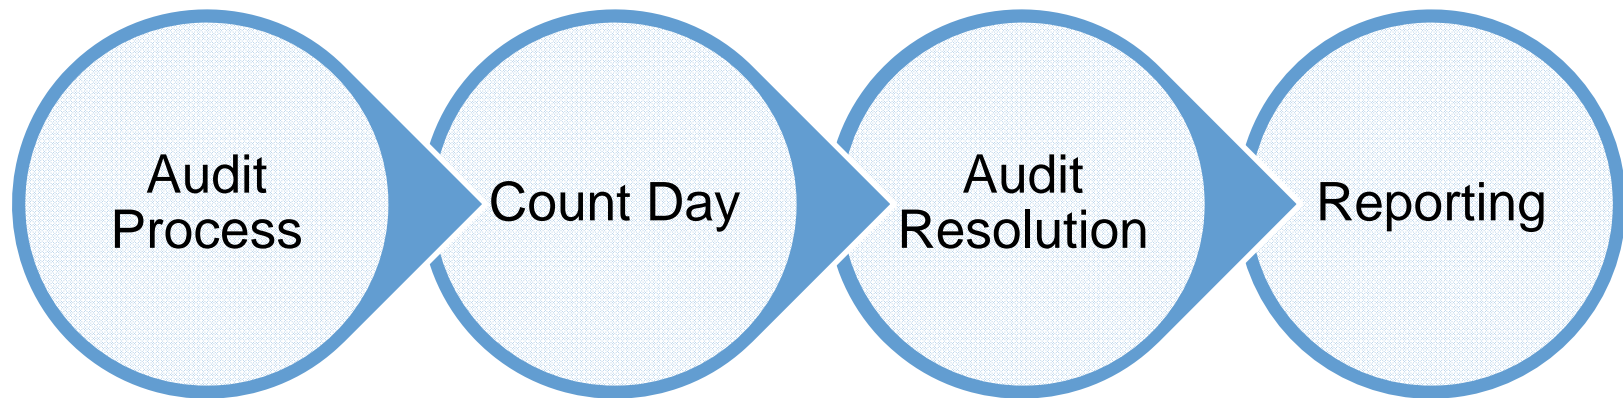 Audit
Process
Count Day
Audit
Resolution
Reporting